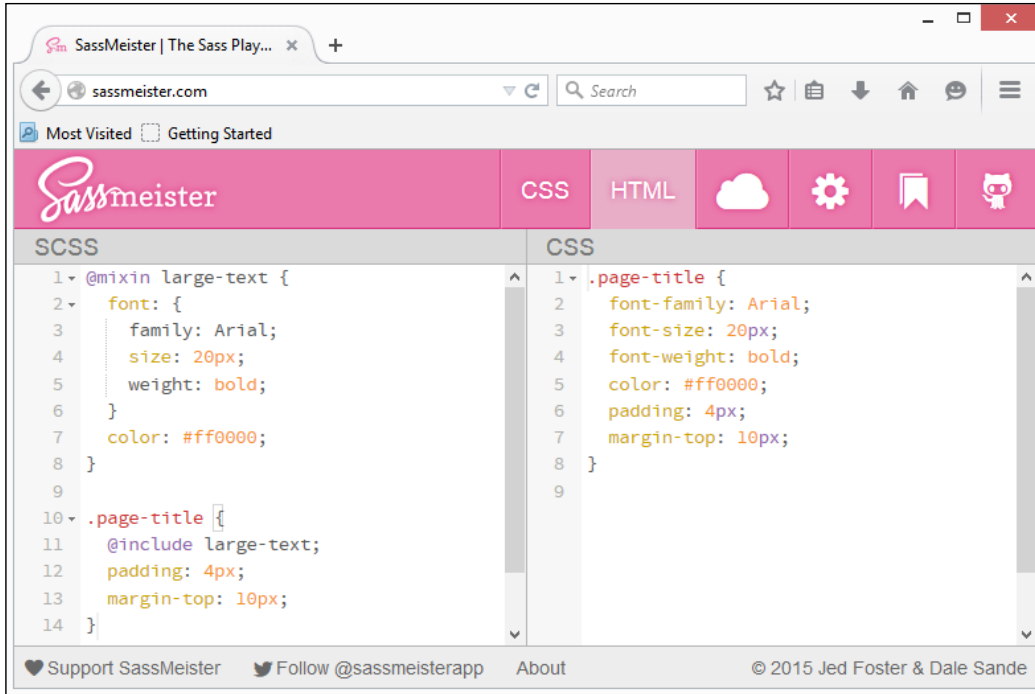 SassMeister | The Sass Play...
sassmeister.com
Search
Most Visited Getting Started
Sassmeister CSS HTML
SCSS
1 @mixin large-text {
2 font: {
3 family: Arial;
4 size: 20px;
5 weight: bold;
6 }
7 color: #ff0000;
8 }
9
10 .page-title {
11 @include large-text;
12 padding: 4px;
13 margin-top: 10px;
14 }
CSS
1 .page-title {
2 font-family: Arial;
3 font-size: 20px;
4 font-weight: bold;
5 color: #ff0000;
6 padding: 4px;
7 margin-top: 10px;
8 }
9
Support SassMeister Follow @sassmeisterapp About © 2015 Jed Foster & Dale Sande